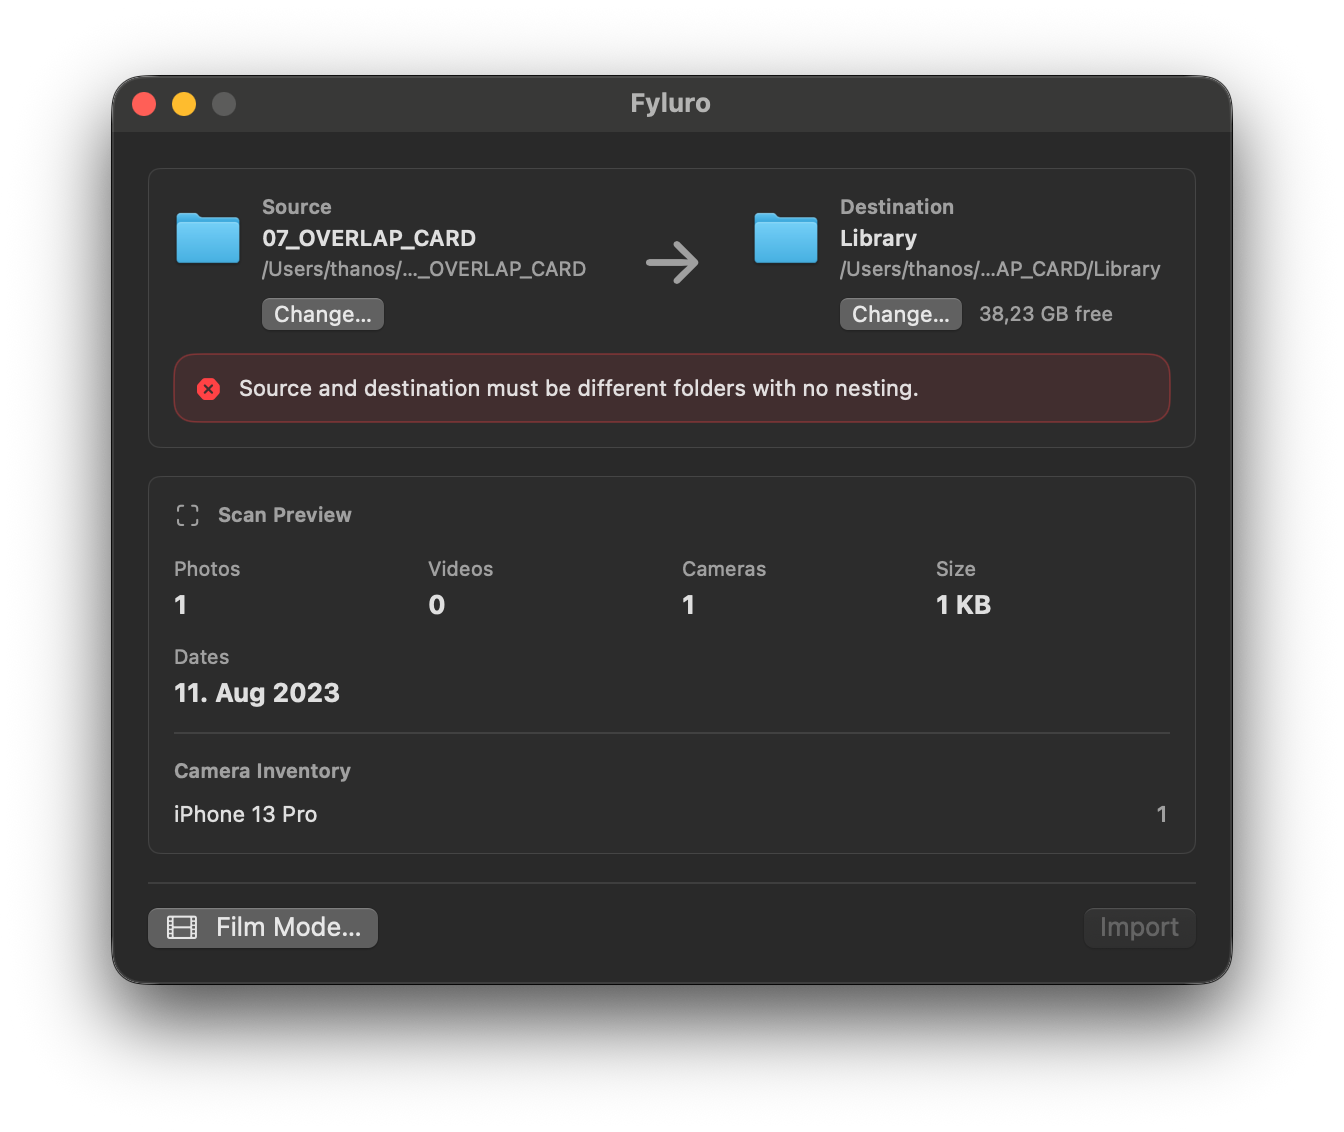 Fyluro
Source
07_OVERLAP_CARD
/Users/thanos/..._OVERLAP_CARD
Change...
Destination
Library
/Users/thanos/...AP_CARD/Library
Change...
38,23 GB free
Source and destination must be different folders with no nesting.
Scan Preview
Photos
1
Videos
0
Cameras
1
Size
1 KB
Dates
11. Aug 2023
Camera Inventory
iPhone 13 Pro 1
Film Mode...
Import